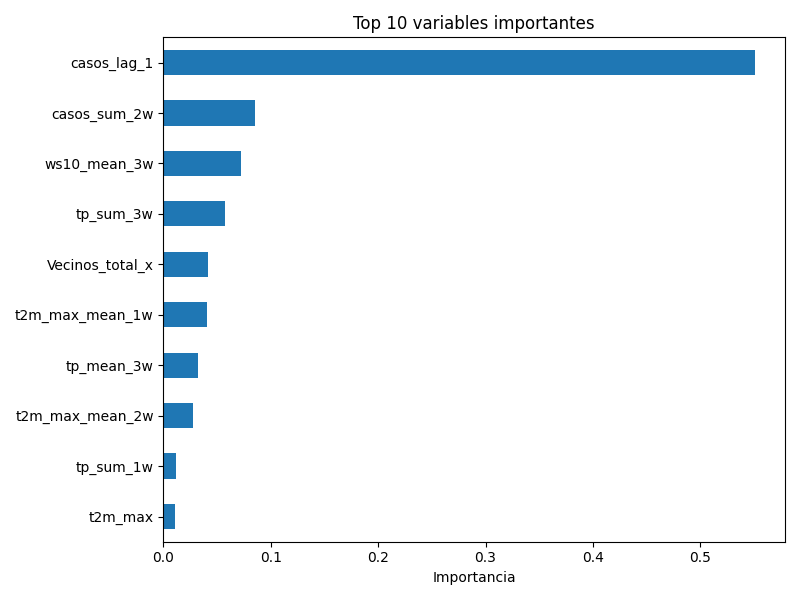 Top 10 variables importantes
casos_lag_1
casos_sum_2w
ws10_mean_3w
tp_sum_3w
Vecinos_total_x
t2m_max_mean_1w
tp_mean_3w
t2m_max_mean_2w
tp_sum_1w
t2m_max
0.0 0.1 0.2 0.3 0.4 0.5
Importancia